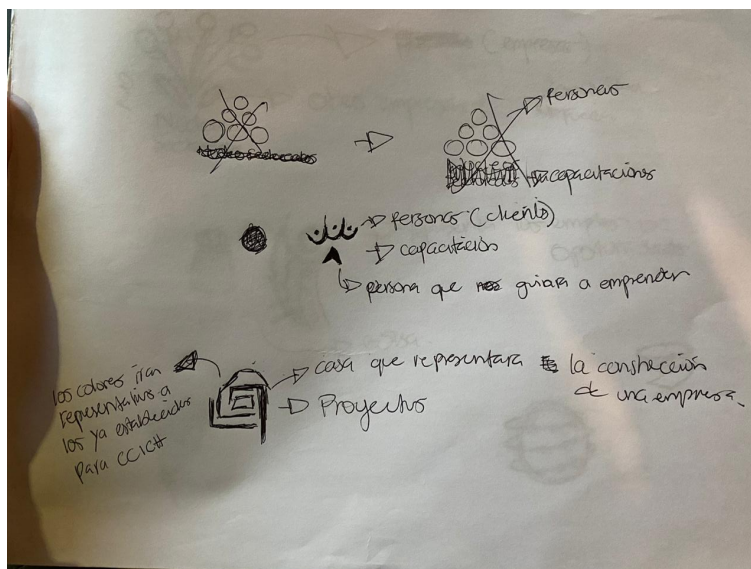 Personas
capacitaciones
Personas (cliente)
capacitación
persona que guiara a emprender
casa que representara la construcción
de una empresa.
Proyectos
los colores iran
representativos a
los ya establecidos
para CCICH